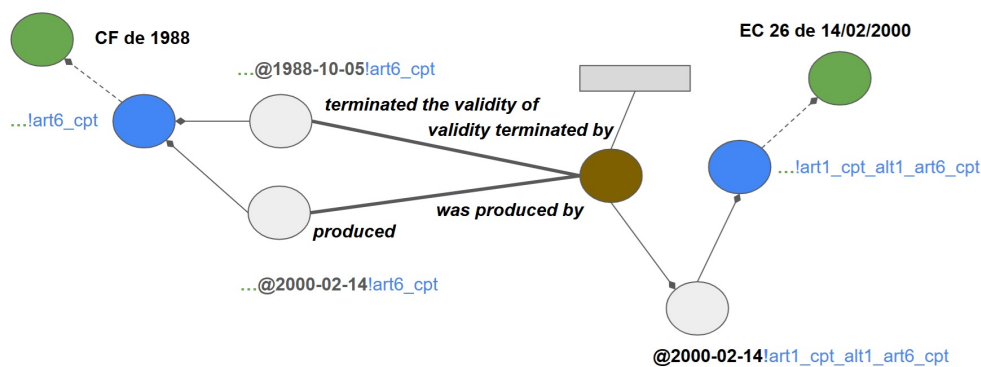 CF de 1988
EC 26 de 14/02/2000
...@1988-10-05!art6_cpt
terminated the validity of
...!art6_cpt
validity terminated by
...!art1_cpt_alt1_art6_cpt
was produced by
produced
...@2000-02-14!art6_cpt
@2000-02-14!art1_cpt_alt1_art6_cpt